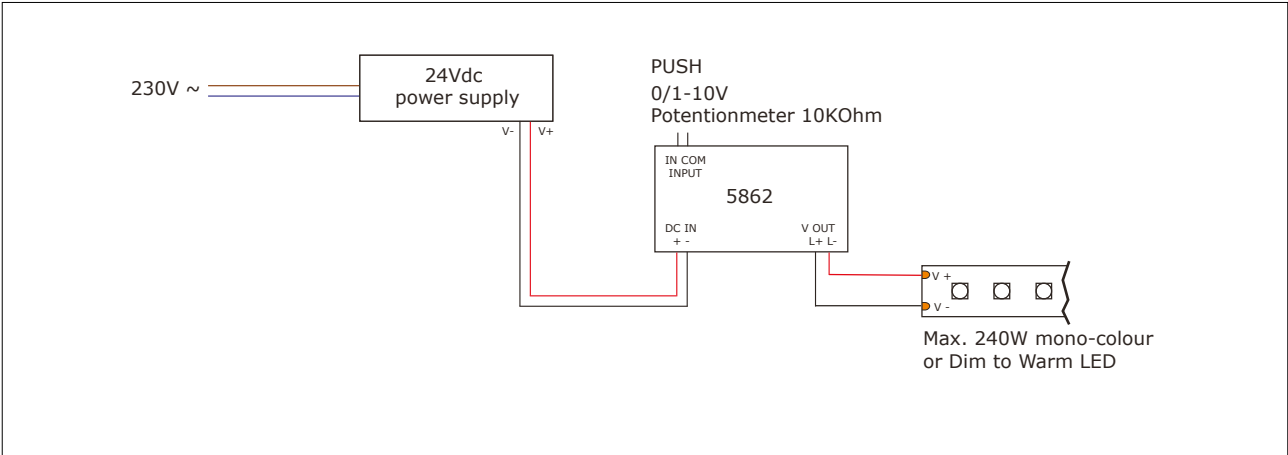 230V ~
24Vdc
power supply
V- V+
PUSH
0/1-10V
Potentionmeter 10KOhm
IN COM
INPUT
5862
DC IN
+ -
V OUT
L+ L-
V +
V -
Max. 240W mono-colour
or Dim to Warm LED